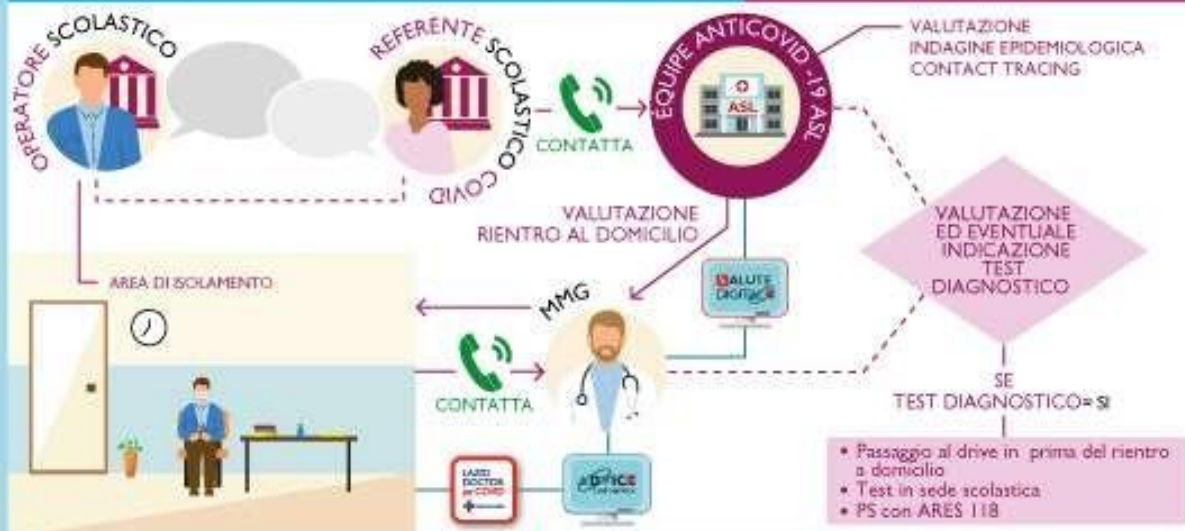 OPERATORE SCOLASTICO
REFERENTE SCOLASTICO COVID
CONTATTA
ÉQUIPE ANTICOVID-19 ASL
ASL
VALUTAZIONE
INDAGINE EPIDEMIOLOGICA
CONTACT TRACING
VALUTAZIONE
RIENTRO AL DOMICILIO
VALUTAZIONE
ED EVENTUALE
INDICAZIONE
TEST
DIAGNOSTICO
AREA DI ISOLAMENTO
MMG
SALUTE
DIGITALE
CONTATTA
SE
TEST DIAGNOSTICO= SI
LAZIO
DOCTOR
per COVID
• Passaggio al drive in prima del rientro
a domicilio
• Test in sede scolastica
• PS con ARES 118